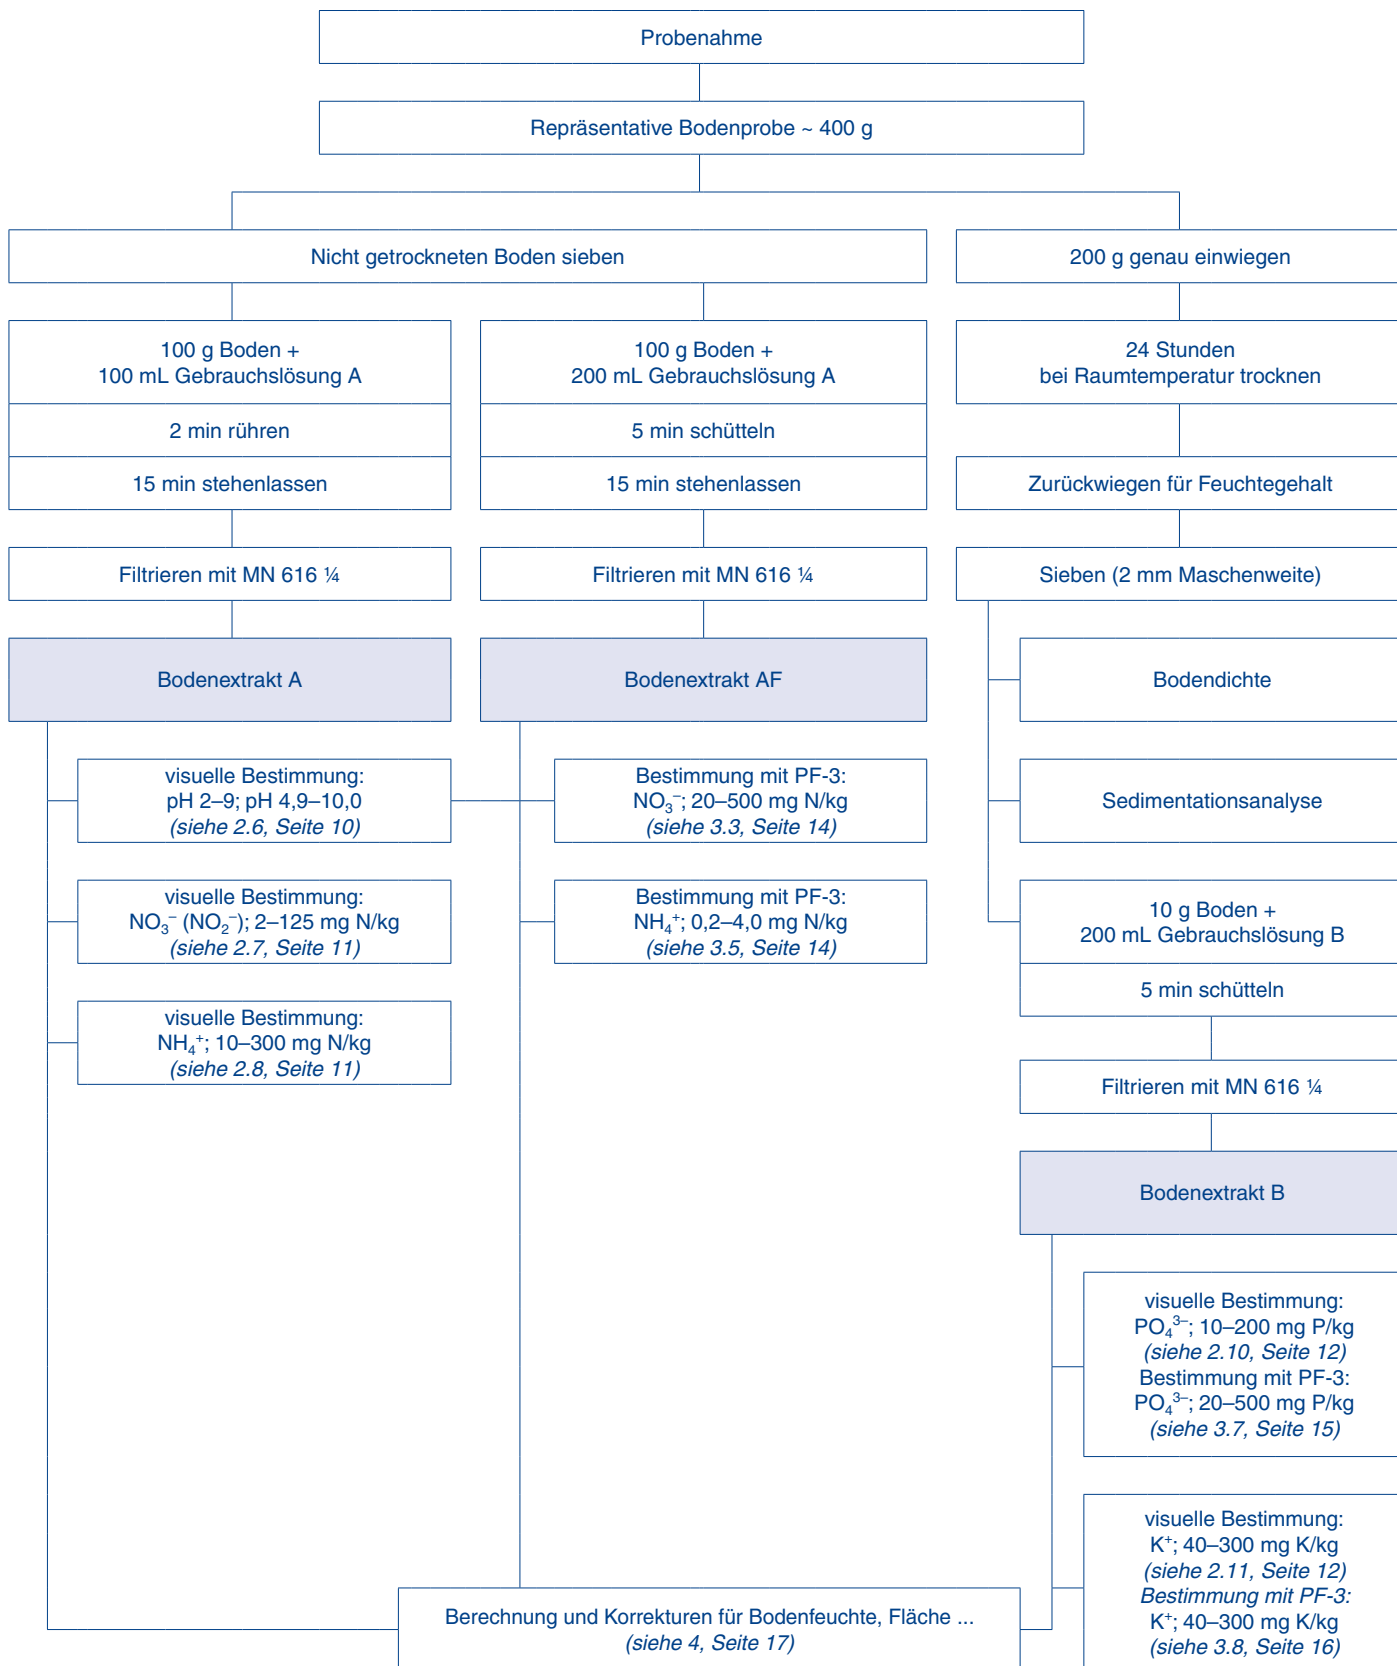 Probenahme
Repräsentative Bodenprobe ~ 400 g
Nicht getrockneten Boden sieben
200 g genau einwiegen
100 g Boden +
100 mL Gebrauchslösung A
2 min rühren
15 min stehenlassen
Filtrieren mit MN 616 ¼
Bodenextrakt A
visuelle Bestimmung:
pH 2–9; pH 4,9–10,0
(siehe 2.6, Seite 10)
visuelle Bestimmung:
NO₃⁻ (NO₂⁻); 2–125 mg N/kg
(siehe 2.7, Seite 11)
visuelle Bestimmung:
NH₄⁺; 10–300 mg N/kg
(siehe 2.8, Seite 11)
100 g Boden +
200 mL Gebrauchslösung A
5 min schütteln
15 min stehenlassen
Filtrieren mit MN 616 ¼
Bodenextrakt AF
Bestimmung mit PF-3:
NO₃⁻; 20–500 mg N/kg
(siehe 3.3, Seite 14)
Bestimmung mit PF-3:
NH₄⁺; 0,2–4,0 mg N/kg
(siehe 3.5, Seite 14)
24 Stunden
bei Raumtemperatur trocknen
Zurückwiegen für Feuchtegehalt
Sieben (2 mm Maschenweite)
Bodendichte
Sedimentationsanalyse
10 g Boden +
200 mL Gebrauchslösung B
5 min schütteln
Filtrieren mit MN 616 ¼
Bodenextrakt B
visuelle Bestimmung:
PO₄³⁻; 10–200 mg P/kg
(siehe 2.10, Seite 12)
Bestimmung mit PF-3:
PO₄³⁻; 20–500 mg P/kg
(siehe 3.7, Seite 15)
visuelle Bestimmung:
K⁺; 40–300 mg K/kg
(siehe 2.11, Seite 12)
Bestimmung mit PF-3:
K⁺; 40–300 mg K/kg
(siehe 3.8, Seite 16)
Berechnung und Korrekturen für Bodenfeuchte, Fläche ...
(siehe 4, Seite 17)